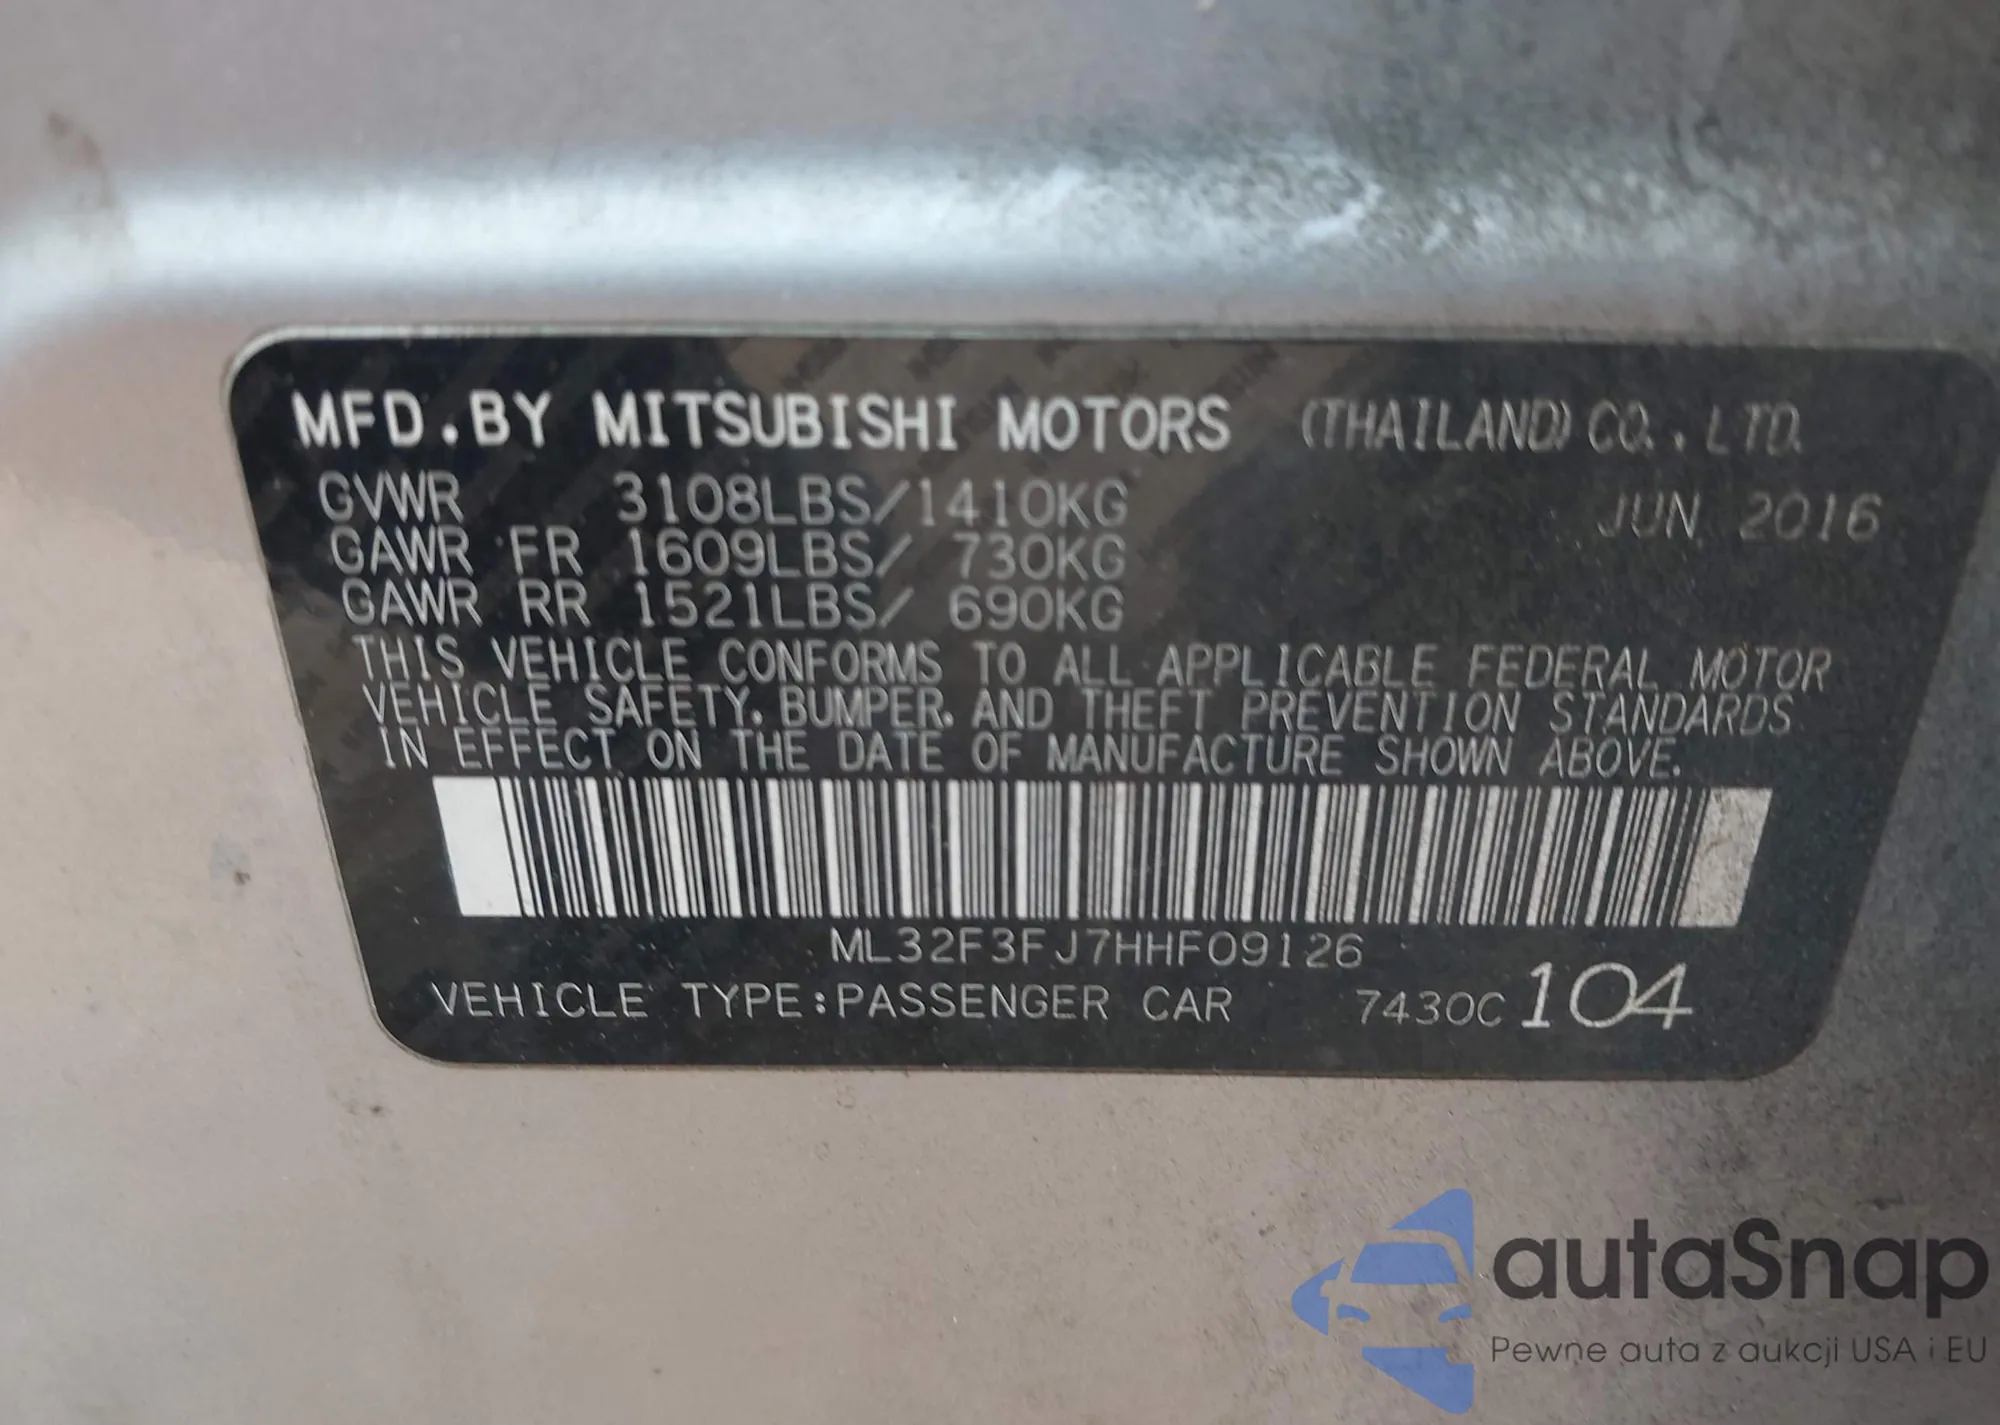 MFD.BY MITSUBISHI MOTORS (THAILAND) CO., LTD.
GVWR 3108LBS/1410KG JUN 2016
GAWR FR 1609LBS/ 730KG
GAWR RR 1521LBS/ 690KG
THIS VEHICLE CONFORMS TO ALL APPLICABLE FEDERAL MOTOR
VEHICLE SAFETY, BUMPER, AND THEFT PREVENTION STANDARDS
IN EFFECT ON THE DATE OF MANUFACTURE SHOWN ABOVE.
ML32F3FJ7HHF09126
VEHICLE TYPE:PASSENGER CAR 7430C 104
autaSnap
Pewne auta z aukcji USA i EU